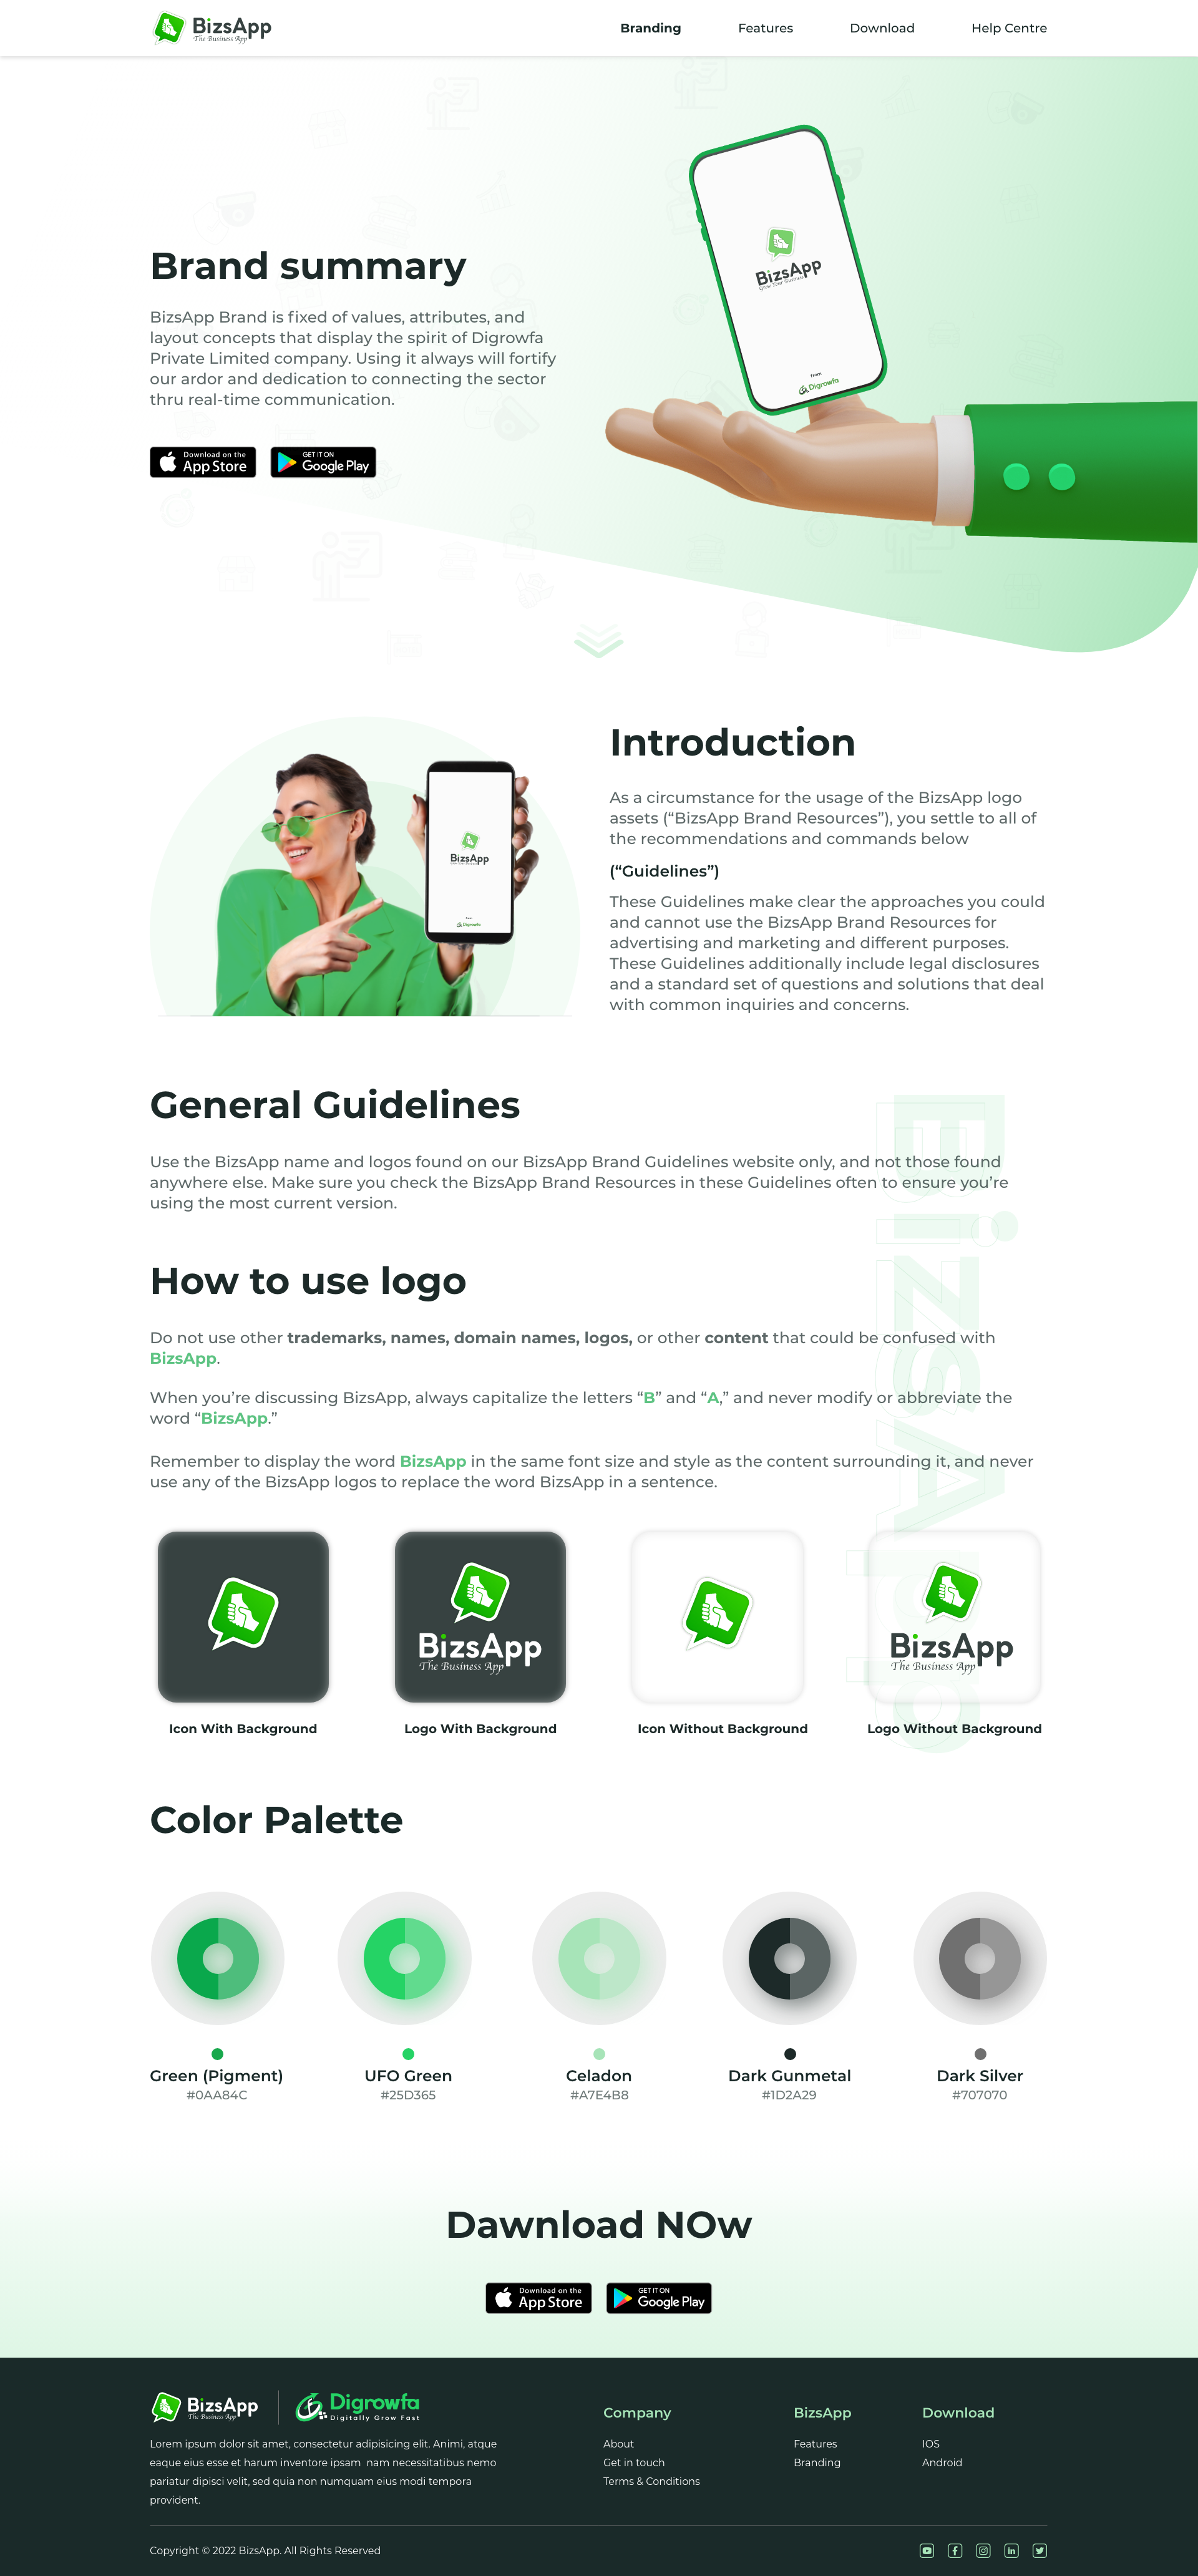 BizsApp
The Business App
Branding
Features
Download
Help Centre
BizsApp
Grow Your Business
from
Digrowfa
Brand summary
BizsApp Brand is fixed of values, attributes, and
layout concepts that display the spirit of Digrowfa
Private Limited company. Using it always will fortify
our ardor and dedication to connecting the sector
thru real-time communication.
Download on the
App Store
GET IT ON
Google Play
BizsApp
from
Digrowfa
Introduction
As a circumstance for the usage of the BizsApp logo
assets (“BizsApp Brand Resources”), you settle to all of
the recommendations and commands below
(“Guidelines”)
These Guidelines make clear the approaches you could
and cannot use the BizsApp Brand Resources for
advertising and marketing and different purposes.
These Guidelines additionally include legal disclosures
and a standard set of questions and solutions that deal
with common inquiries and concerns.
BizsApp
General Guidelines
Use the BizsApp name and logos found on our BizsApp Brand Guidelines website only, and not those found
anywhere else. Make sure you check the BizsApp Brand Resources in these Guidelines often to ensure you’re
using the most current version.
How to use logo
Do not use other trademarks, names, domain names, logos, or other content that could be confused with
BizsApp.
When you’re discussing BizsApp, always capitalize the letters “B” and “A,” and never modify or abbreviate the
word “BizsApp.”
Remember to display the word BizsApp in the same font size and style as the content surrounding it, and never
use any of the BizsApp logos to replace the word BizsApp in a sentence.
BizsApp
The Business App
BizsApp
The Business App
Icon With Background
Logo With Background
Icon Without Background
Logo Without Background
Color Palette
Green (Pigment)
#0AA84C
UFO Green
#25D365
Celadon
#A7E4B8
Dark Gunmetal
#1D2A29
Dark Silver
#707070
Dawnload NOw
Download on the
App Store
GET IT ON
Google Play
BizsApp
The Business App
Digrowfa
Digitally Grow Fast
Lorem ipsum dolor sit amet, consectetur adipisicing elit. Animi, atque
eaque eius esse et harum inventore ipsam nam necessitatibus nemo
pariatur dipisci velit, sed quia non numquam eius modi tempora
provident.
Company
About
Get in touch
Terms & Conditions
BizsApp
Features
Branding
Download
IOS
Android
Copyright © 2022 BizsApp. All Rights Reserved